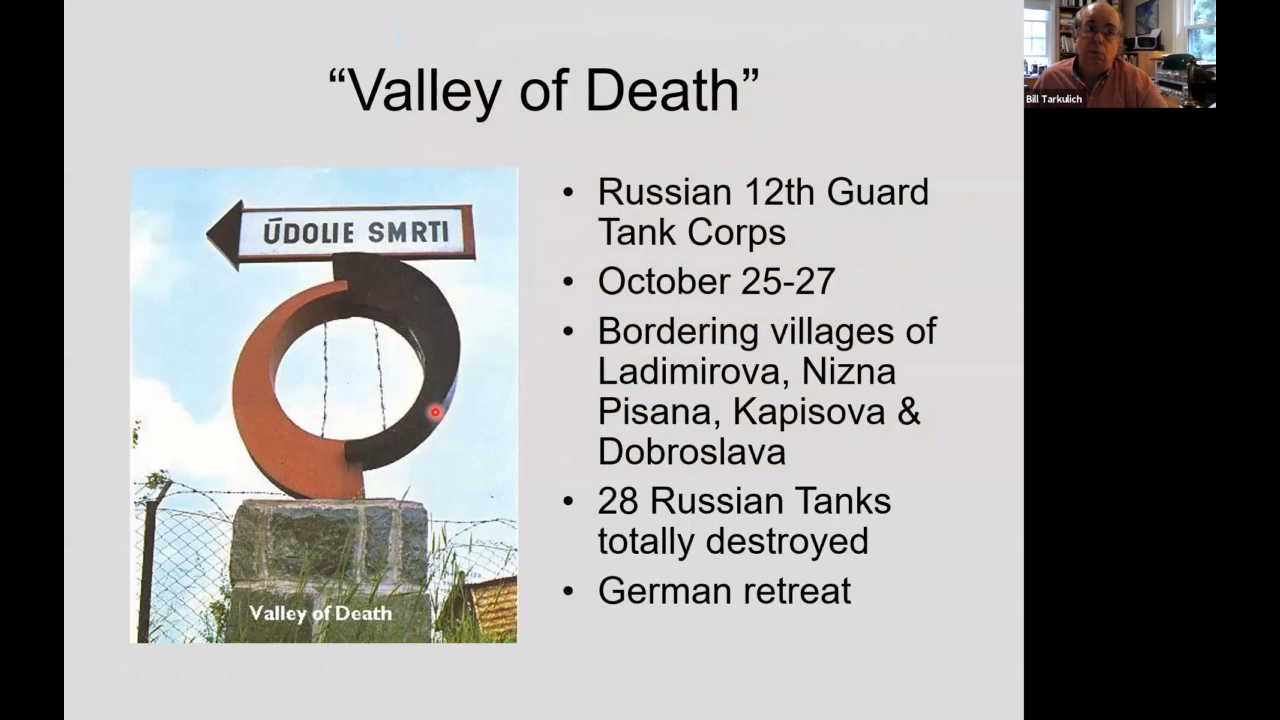 “Valley of Death”
ÚDOLIE SMRTI
Valley of Death
• Russian 12th Guard
Tank Corps
• October 25-27
• Bordering villages of
Ladimirova, Nizna
Pisana, Kapisova &
Dobroslava
• 28 Russian Tanks
totally destroyed
• German retreat
Bill Tarkulich